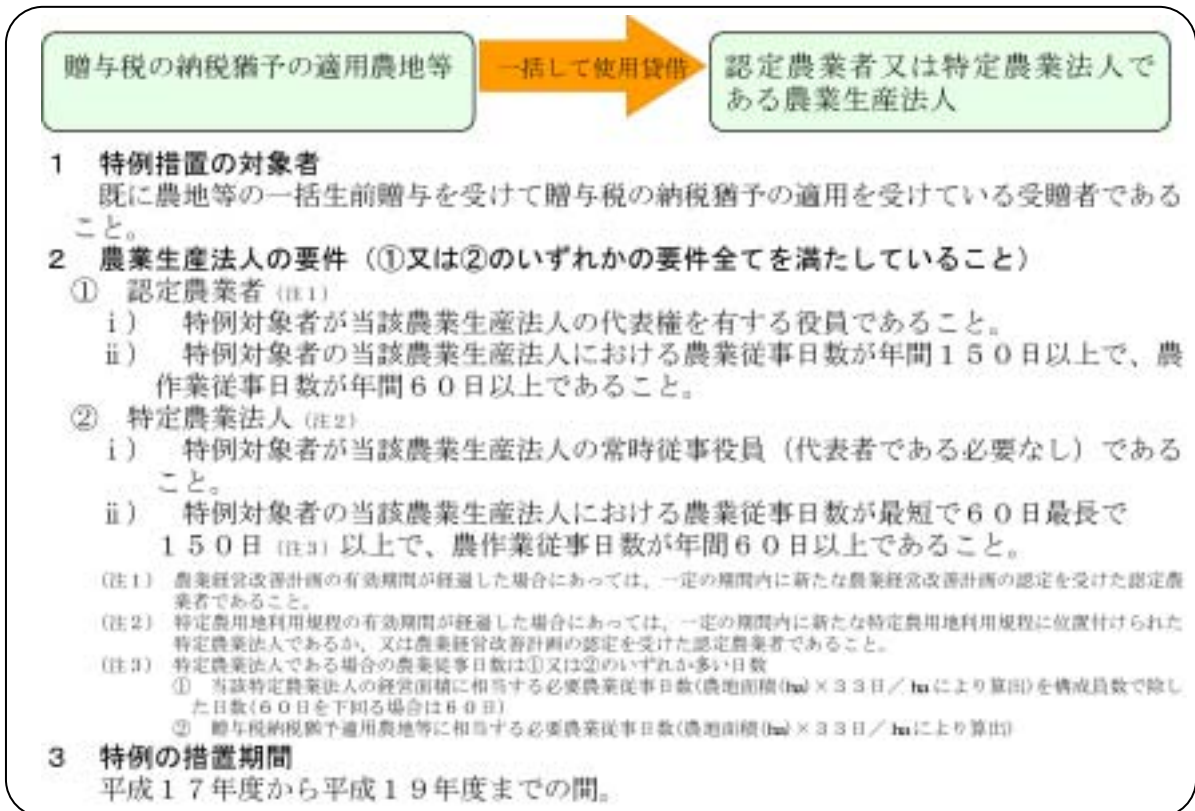 贈与税の納税猶予の適用農地等
一括して使用貸借
認定農業者又は特定農業法人で
ある農業生産法人
1 特例措置の対象者
既に農地等の一括生前贈与を受けて贈与税の納税猶予の適用を受けている受贈者である
こと。
2 農業生産法人の要件（①又は②のいずれかの要件全てを満たしていること）
① 認定農業者（注1）
ⅰ） 特例対象者が当該農業生産法人の代表権を有する役員であること。
ⅱ） 特例対象者の当該農業生産法人における農業従事日数が年間１５０日以上で、農
作業従事日数が年間６０日以上であること。
② 特定農業法人（注2）
ⅰ） 特例対象者が当該農業生産法人の常時従事役員（代表者である必要なし）である
こと。
ⅱ） 特例対象者の当該農業生産法人における農業従事日数が最短で６０日最長で
１５０日（注3）以上で、農作業従事日数が年間６０日以上であること。
（注1） 農業経営改善計画の有効期間が経過した場合にあっては、一定の期間内に新たな農業経営改善計画の認定を受けた認定農
業者であること。
（注2） 特定農用地利用規程の有効期間が経過した場合にあっては、一定の期間内に新たな特定農用地利用規程に位置付けられた
特定農業法人であるか、又は農業経営改善計画の認定を受けた認定農業者であること。
（注3） 特定農業法人である場合の農業従事日数は①又は②のいずれか多い日数
① 当該特定農業法人の経営面積に相当する必要農業従事日数(農地面積(ha)×３３日／haにより算出)を構成員数で除し
た日数(６０日を下回る場合は６０日)
② 贈与税納税猶予適用農地等に相当する必要農業従事日数(農地面積(ha)×３３日／haにより算出)
3 特例の措置期間
平成１７年度から平成１９年度までの間。